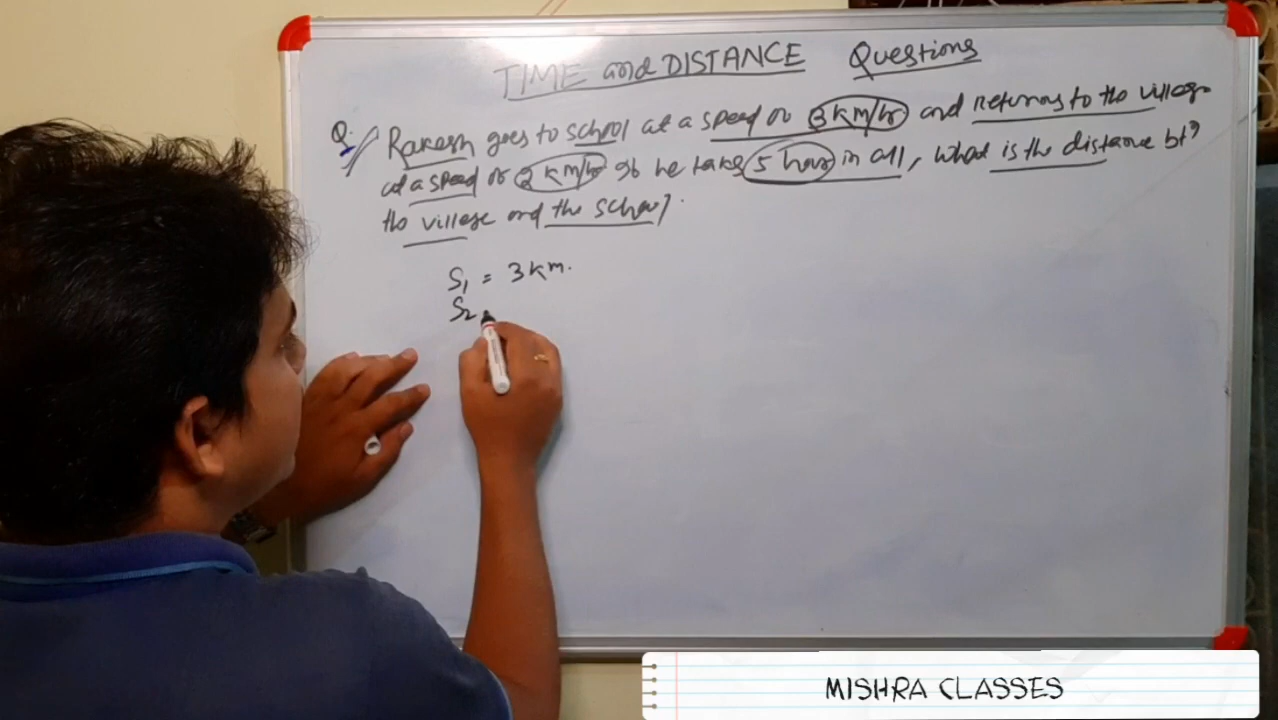 TIME and DISTANCE Questions
Q. Rakesh goes to school at a speed of 3 km/hr and returns to the village
at a speed of 2 km/hr If he takes 5 hours in all, What is the distance btn
the village and the school.
S1 = 3 km.
S2
MISHRA CLASSES